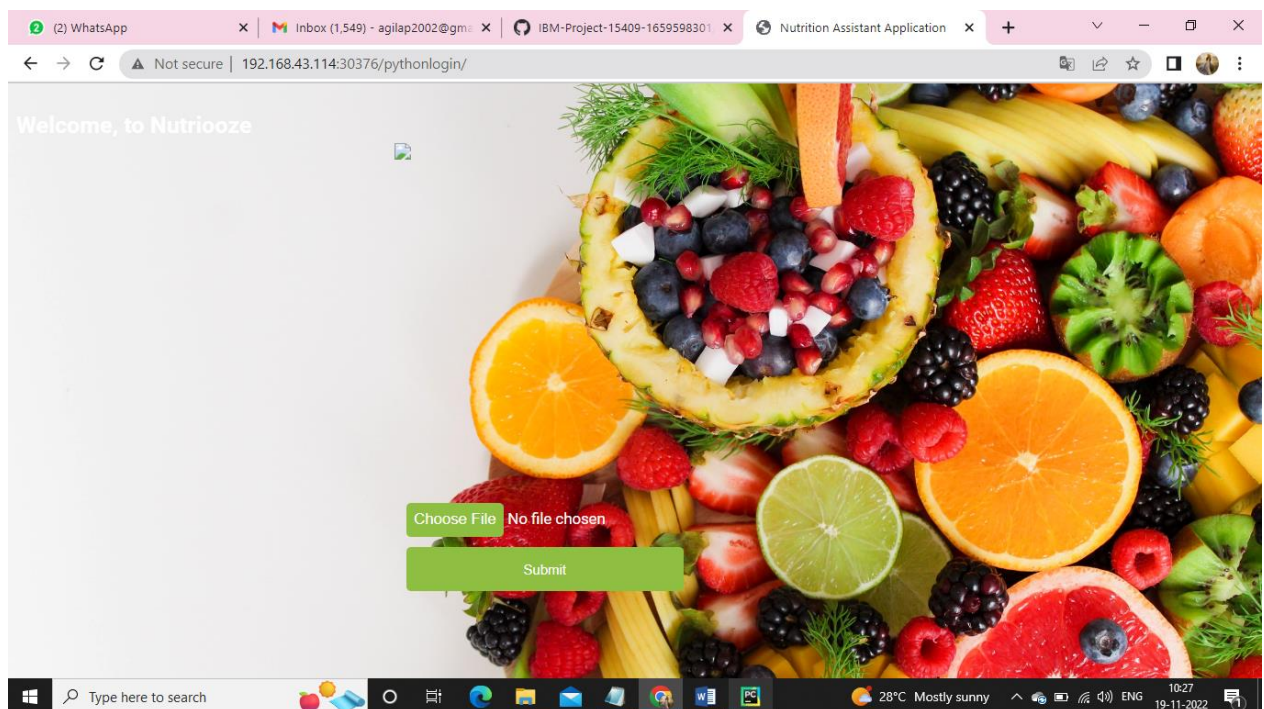 (2) WhatsApp
Inbox (1,549) - agilap2002@gma
IBM-Project-15409-1659598301
Nutrition Assistant Application
Not secure | 192.168.43.114:30376/pythonlogin/
Welcome, to Nutriooze
Choose File No file chosen
Submit
Type here to search
28°C Mostly sunny
ENG
10:27
19-11-2022